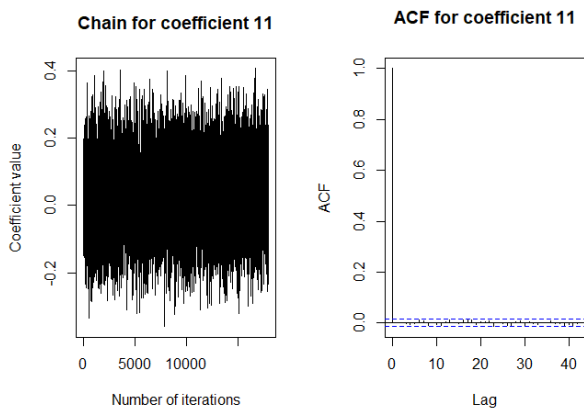 Chain for coefficient 11
Coefficient value
0.4
0.2
0.0
-0.2
0 5000 10000
Number of iterations
ACF for coefficient 11
ACF
1.0
0.8
0.6
0.4
0.2
0.0
0 10 20 30 40
Lag